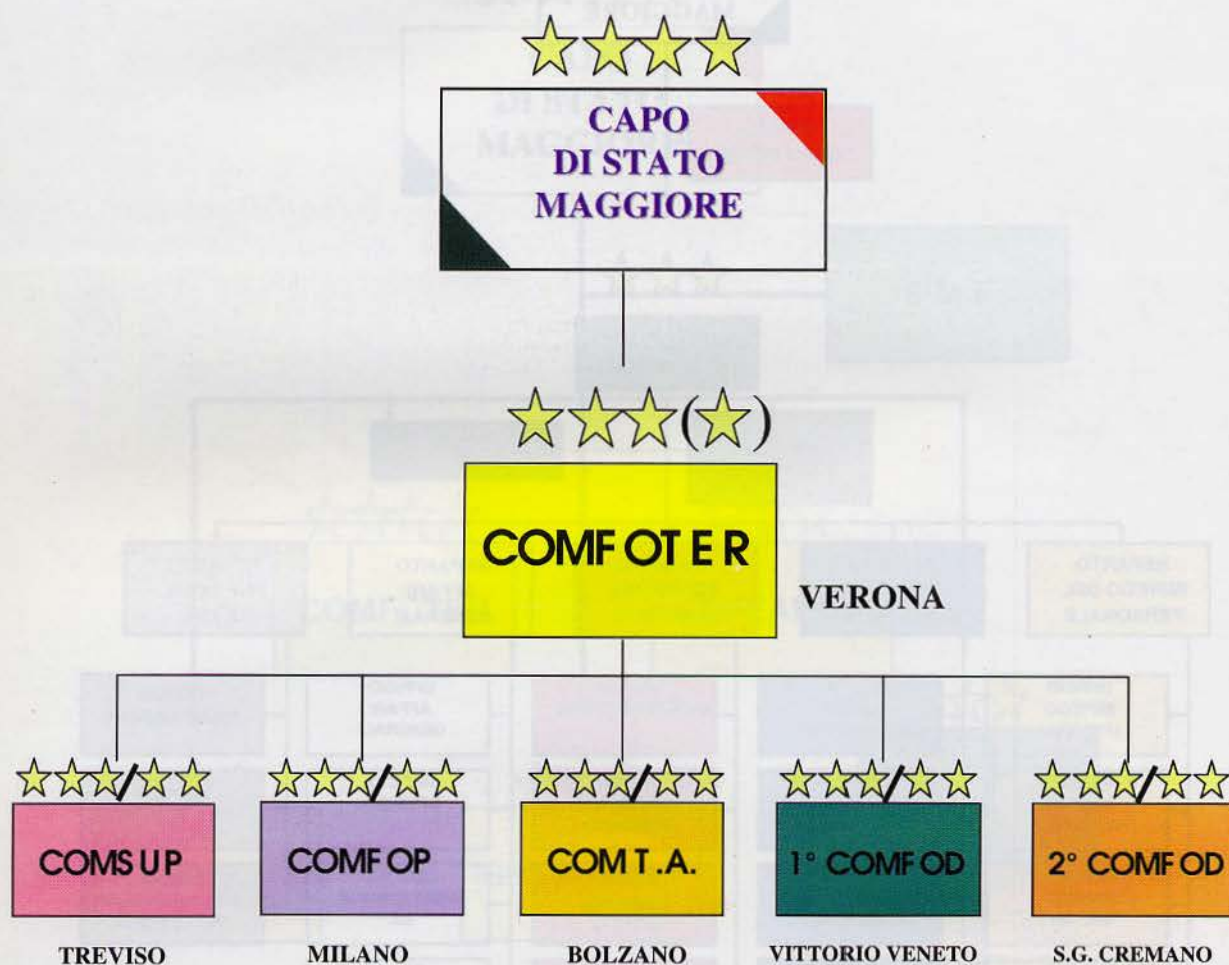 CAPO
DI STATO
MAGGIORE
( )
COMFOTER
VERONA
/ / / / /
COMSUP COMFOP COM T.A. 1° COMFOD 2° COMFOD
TREVISO MILANO BOLZANO VITTORIO VENETO S.G. CREMANO